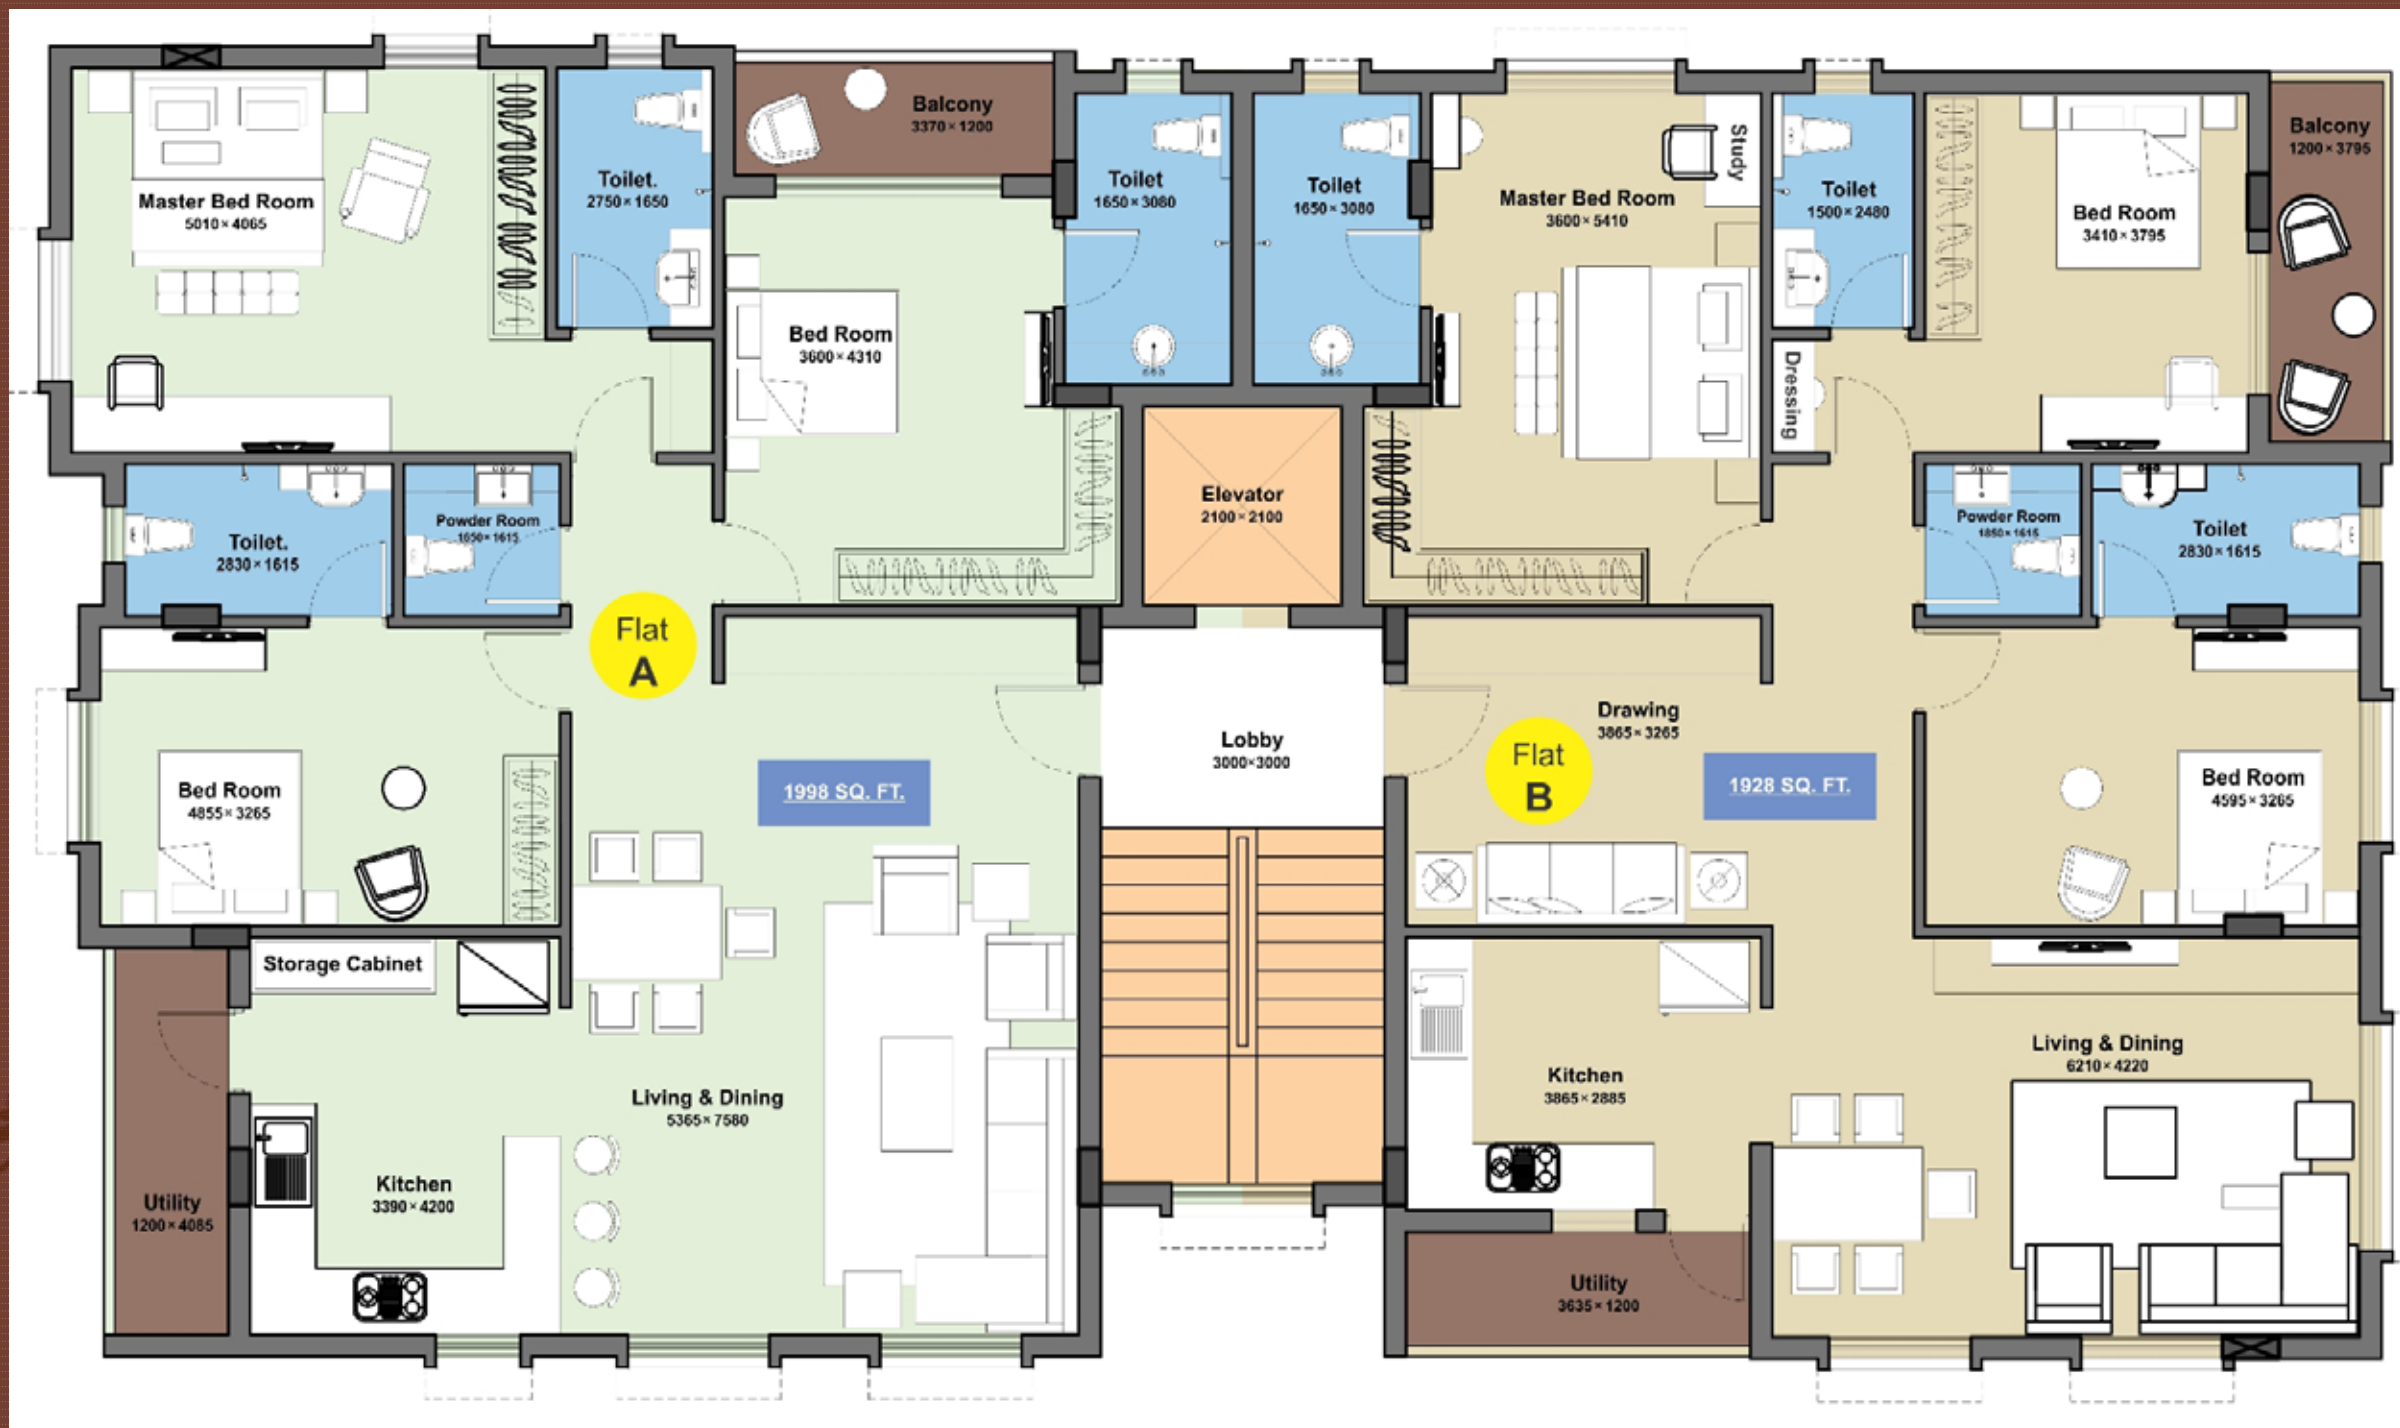 Master Bed Room
5010 × 4065
Toilet.
2750 × 1650
Balcony
3370 × 1200
Toilet
1650 × 3080
Bed Room
3600 × 4310
Toilet.
2830 × 1615
Powder Room
1650 × 1615
Flat
A
Bed Room
4855 × 3265
1998 SQ. FT.
Storage Cabinet
Living & Dining
5365 × 7580
Kitchen
3390 × 4200
Utility
1200 × 4085
Elevator
2100 × 2100
Lobby
3000×3000
Toilet
1650 × 3080
Master Bed Room
3600 × 5410
Study
Toilet
1500 × 2480
Dressing
Bed Room
3410 × 3795
Balcony
1200 × 3795
Powder Room
1850 × 1615
Toilet
2830 × 1615
Drawing
3865 × 3265
Flat
B
1928 SQ. FT.
Bed Room
4595 × 3265
Kitchen
3865 × 2885
Living & Dining
6210 × 4220
Utility
3635 × 1200